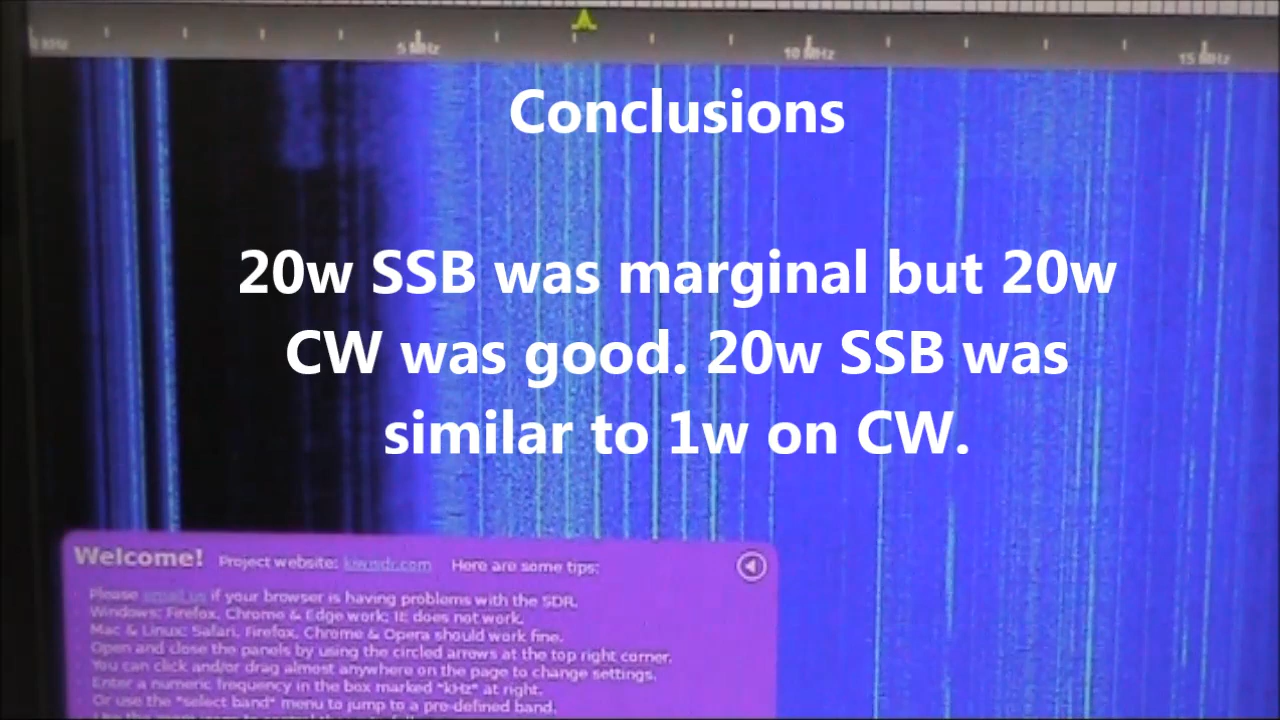 5 MHz
10 MHz
15 MHz
Conclusions
20w SSB was marginal but 20w
CW was good. 20w SSB was
similar to 1w on CW.
Welcome! Project website: kiwisdr.com Here are some tips:
Please email us if your browser is having problems with the SDR.
Windows: Firefox, Chrome & Edge work; IE does not work.
Mac & Linux: Safari, Firefox, Chrome & Opera should work fine.
Open and close the panels by using the circled arrows at the top right corner.
You can click and/or drag almost anywhere on the page to change settings.
Enter a numeric frequency in the box marked "kHz" at right.
Or use the "select band" menu to jump to a pre-defined band.